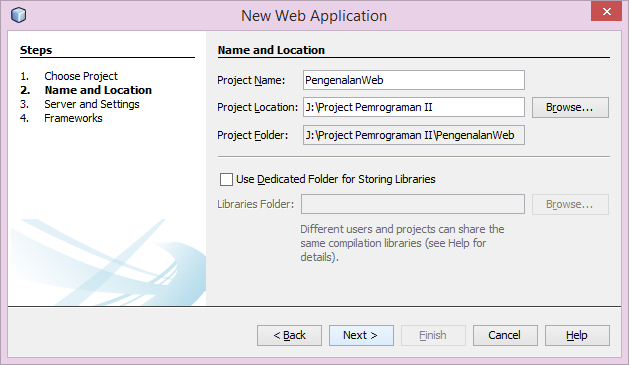 New Web Application
Steps
1. Choose Project
2. Name and Location
3. Server and Settings
4. Frameworks
Name and Location
Project Name: PengenalanWeb
Project Location: J:\Project Pemrograman II Browse...
Project Folder: J:\Project Pemrograman II\PengenalanWeb
Use Dedicated Folder for Storing Libraries
Libraries Folder: Browse...
Different users and projects can share the
same compilation libraries (see Help for
details).
< Back Next > Finish Cancel Help